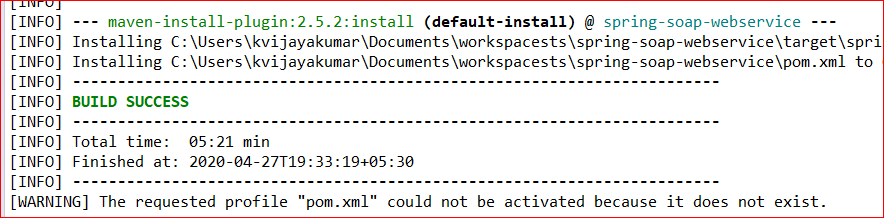 [INFO]
[INFO] --- maven-install-plugin:2.5.2:install (default-install) @ spring-soap-webservice ---
[INFO] Installing C:\Users\kvijayakumar\Documents\workspacests\spring-soap-webservice\target\spri
[INFO] Installing C:\Users\kvijayakumar\Documents\workspacests\spring-soap-webservice\pom.xml to
[INFO] ------------------------------------------------------------------------
[INFO] BUILD SUCCESS
[INFO] ------------------------------------------------------------------------
[INFO] Total time:  05:21 min
[INFO] Finished at: 2020-04-27T19:33:19+05:30
[INFO] ------------------------------------------------------------------------
[WARNING] The requested profile "pom.xml" could not be activated because it does not exist.